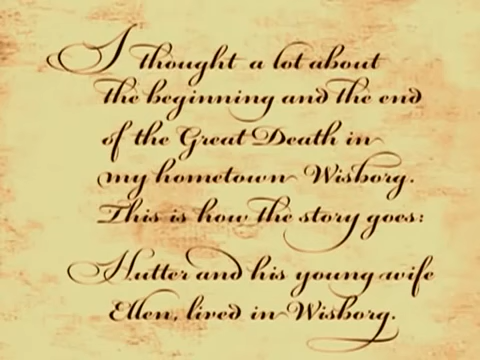 I thought a lot about
the beginning and the end
of the Great Death in
my hometown Wisborg.
This is how the story goes:
Hutter and his young wife
Ellen, lived in Wisborg.